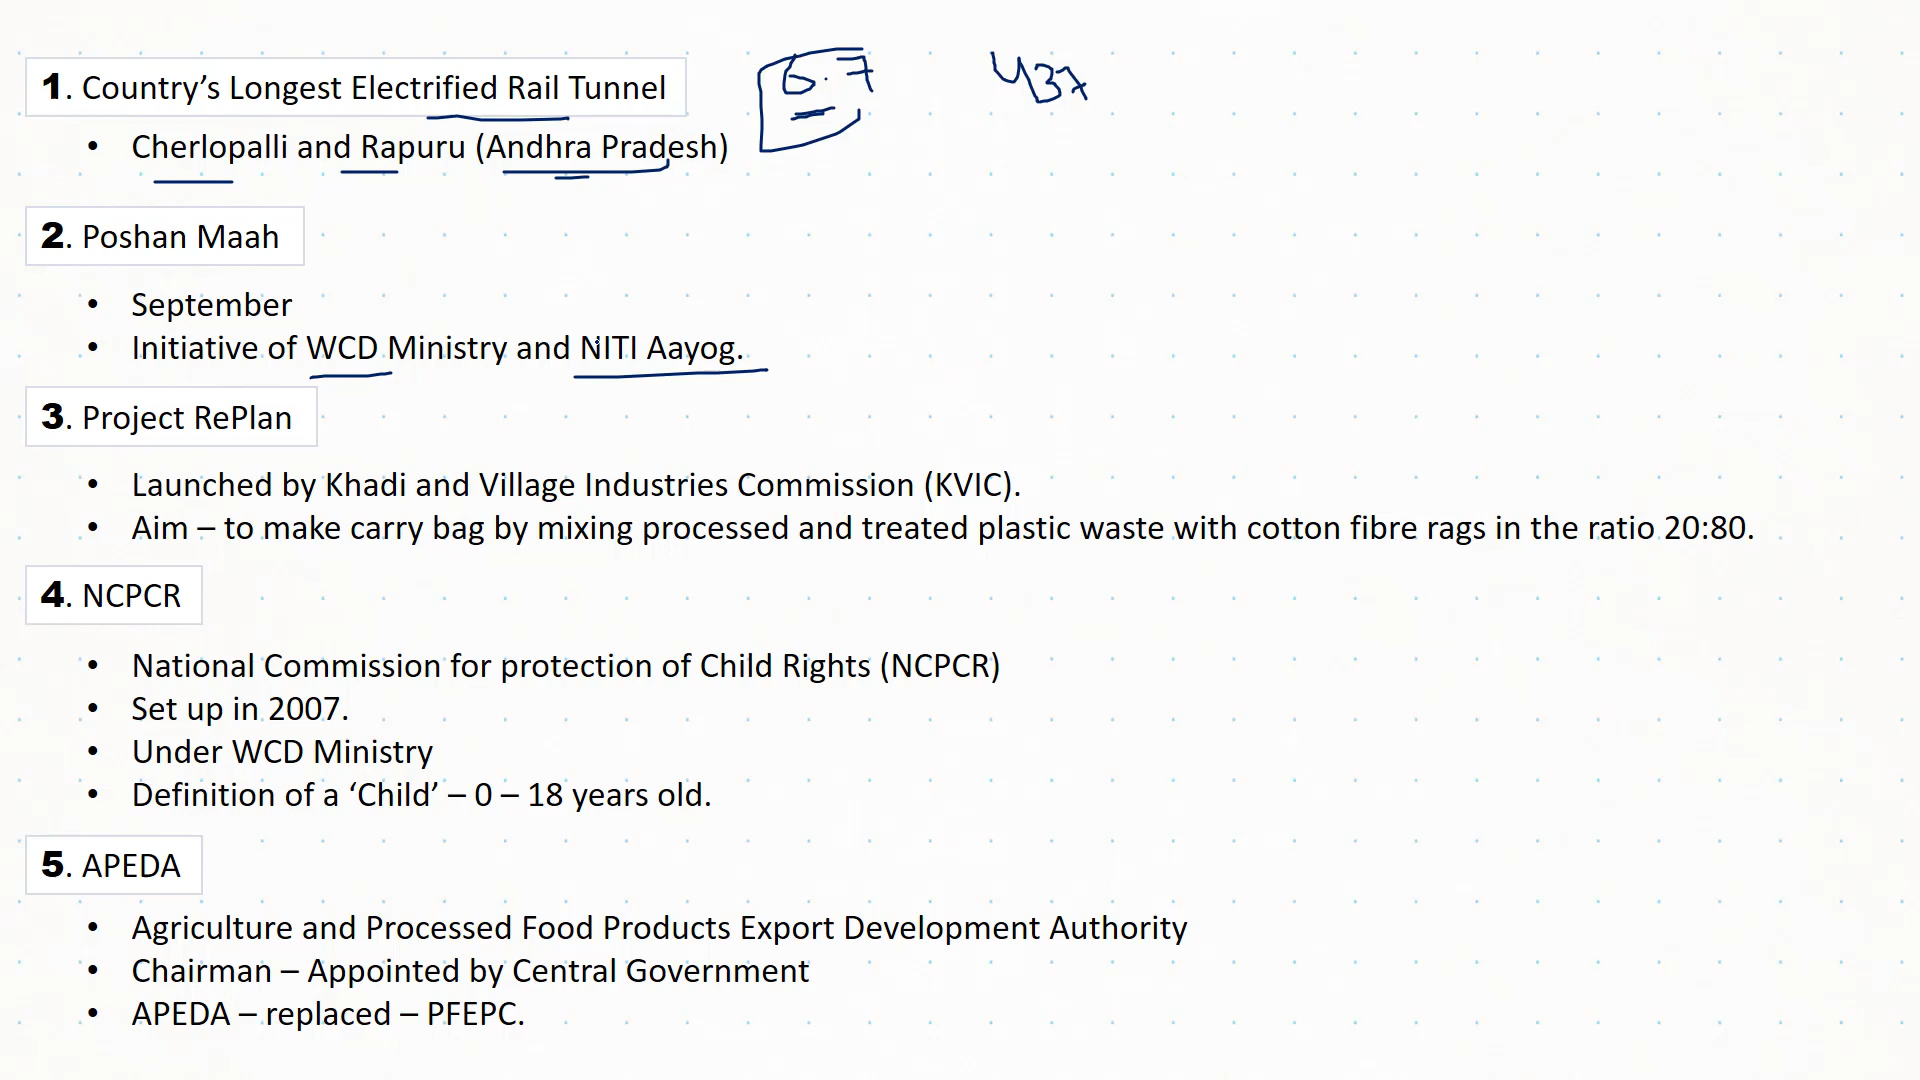 1. Country’s Longest Electrified Rail Tunnel
6.7
437
• Cherlopalli and Rapuru (Andhra Pradesh)
2. Poshan Maah
• September
• Initiative of WCD Ministry and NITI Aayog.
3. Project RePlan
• Launched by Khadi and Village Industries Commission (KVIC).
• Aim – to make carry bag by mixing processed and treated plastic waste with cotton fibre rags in the ratio 20:80.
4. NCPCR
• National Commission for protection of Child Rights (NCPCR)
• Set up in 2007.
• Under WCD Ministry
• Definition of a ‘Child’ – 0 – 18 years old.
5. APEDA
• Agriculture and Processed Food Products Export Development Authority
• Chairman – Appointed by Central Government
• APEDA – replaced – PFEPC.